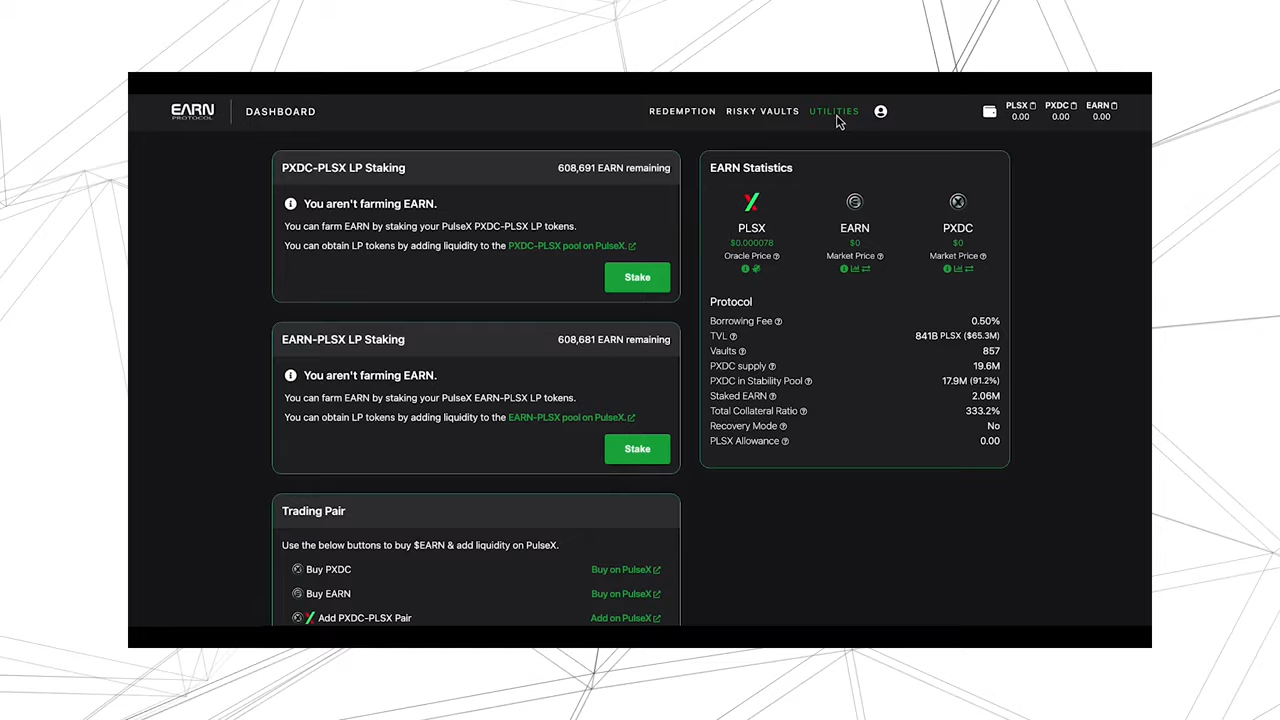 EARN
PROTOCOL
DASHBOARD
REDEMPTION RISKY VAULTS UTILITIES
PLSX PXDC EARN
0.00 0.00 0.00
PXDC-PLSX LP Staking 608,691 EARN remaining
You aren't farming EARN.
You can farm EARN by staking your PulseX PXDC-PLSX LP tokens.
You can obtain LP tokens by adding liquidity to the PXDC-PLSX pool on PulseX.
Stake
EARN-PLSX LP Staking 608,681 EARN remaining
You aren't farming EARN.
You can farm EARN by staking your PulseX EARN-PLSX LP tokens.
You can obtain LP tokens by adding liquidity to the EARN-PLSX pool on PulseX.
Stake
Trading Pair
Use the below buttons to buy $EARN & add liquidity on PulseX.
Buy PXDC Buy on PulseX
Buy EARN Buy on PulseX
Add PXDC-PLSX Pair Add on PulseX
EARN Statistics
PLSX EARN PXDC
$0.000078 $0 $0
Oracle Price Market Price Market Price
Protocol
Borrowing Fee 0.50%
TVL 841B PLSX ($65.3M)
Vaults 857
PXDC supply 19.6M
PXDC in Stability Pool 17.9M (91.2%)
Staked EARN 2.06M
Total Collateral Ratio 333.2%
Recovery Mode No
PLSX Allowance 0.00